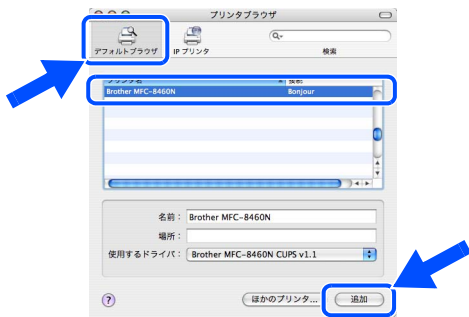 プリンタブラウザ
デフォルトブラウザ IP プリンタ 検索
プリンタ名 接続
Brother MFC-8460N Bonjour
名前： Brother MFC-8460N
場所：
使用するドライバ： Brother MFC-8460N CUPS v1.1
? ほかのプリンタ... 追加